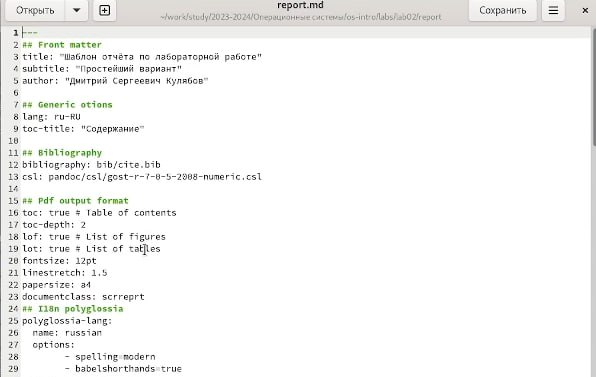 Открыть
report.md
~/work/study/2023-2024/Операционные системы/os-intro/labs/lab02/report
Сохранить
1 ---
2 ## Front matter
3 title: "Шаблон отчёта по лабораторной работе"
4 subtitle: "Простейший вариант"
5 author: "Дмитрий Сергеевич Кулябов"
6
7 ## Generic otions
8 lang: ru-RU
9 toc-title: "Содержание"
10
11 ## Bibliography
12 bibliography: bib/cite.bib
13 csl: pandoc/csl/gost-r-7-0-5-2008-numeric.csl
14
15 ## Pdf output format
16 toc: true # Table of contents
17 toc-depth: 2
18 lof: true # List of figures
19 lot: true # List of tables
20 fontsize: 12pt
21 linestretch: 1.5
22 papersize: a4
23 documentclass: scrreprt
24 ## I18n polyglossia
25 polyglossia-lang:
26   name: russian
27   options:
28         - spelling=modern
29         - babelshorthands=true